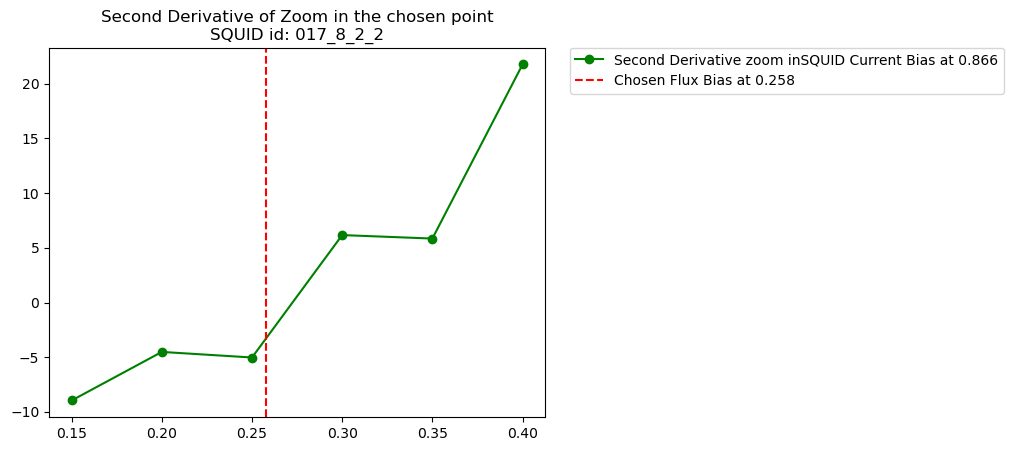 Second Derivative of Zoom in the chosen point
SQUID id: 017_8_2_2
Second Derivative zoom inSQUID Current Bias at 0.866
Chosen Flux Bias at 0.258
20
15
10
5
0
−5
−10
0.15 0.20 0.25 0.30 0.35 0.40